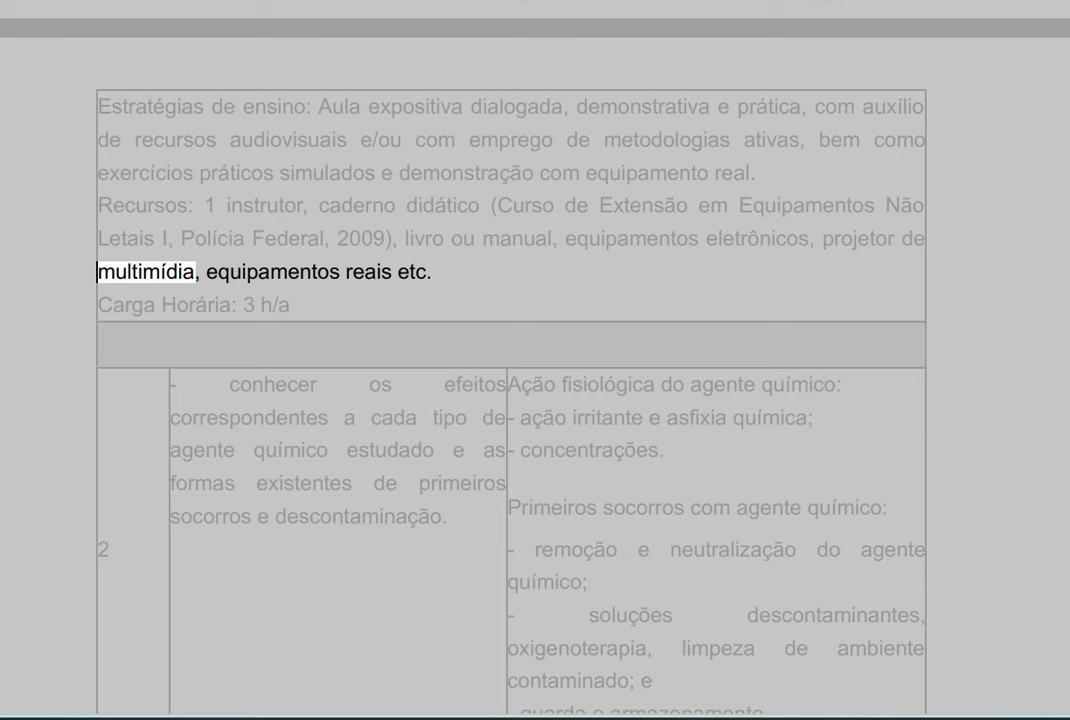 Estratégias de ensino: Aula expositiva dialogada, demonstrativa e prática, com auxílio
de recursos audiovisuais e/ou com emprego de metodologias ativas, bem como
exercícios práticos simulados e demonstração com equipamento real.
Recursos: 1 instrutor, caderno didático (Curso de Extensão em Equipamentos Não
Letais I, Polícia Federal, 2009), livro ou manual, equipamentos eletrônicos, projetor de
multimídia, equipamentos reais etc.
Carga Horária: 3 h/a
2
- conhecer os efeitos
correspondentes a cada tipo de
agente químico estudado e as
formas existentes de primeiros
socorros e descontaminação.
Ação fisiológica do agente químico:
- ação irritante e asfixia química;
- concentrações.
Primeiros socorros com agente químico:
- remoção e neutralização do agente
químico;
- soluções descontaminantes,
oxigenoterapia, limpeza de ambiente
contaminado; e
- guarda e armazenamento